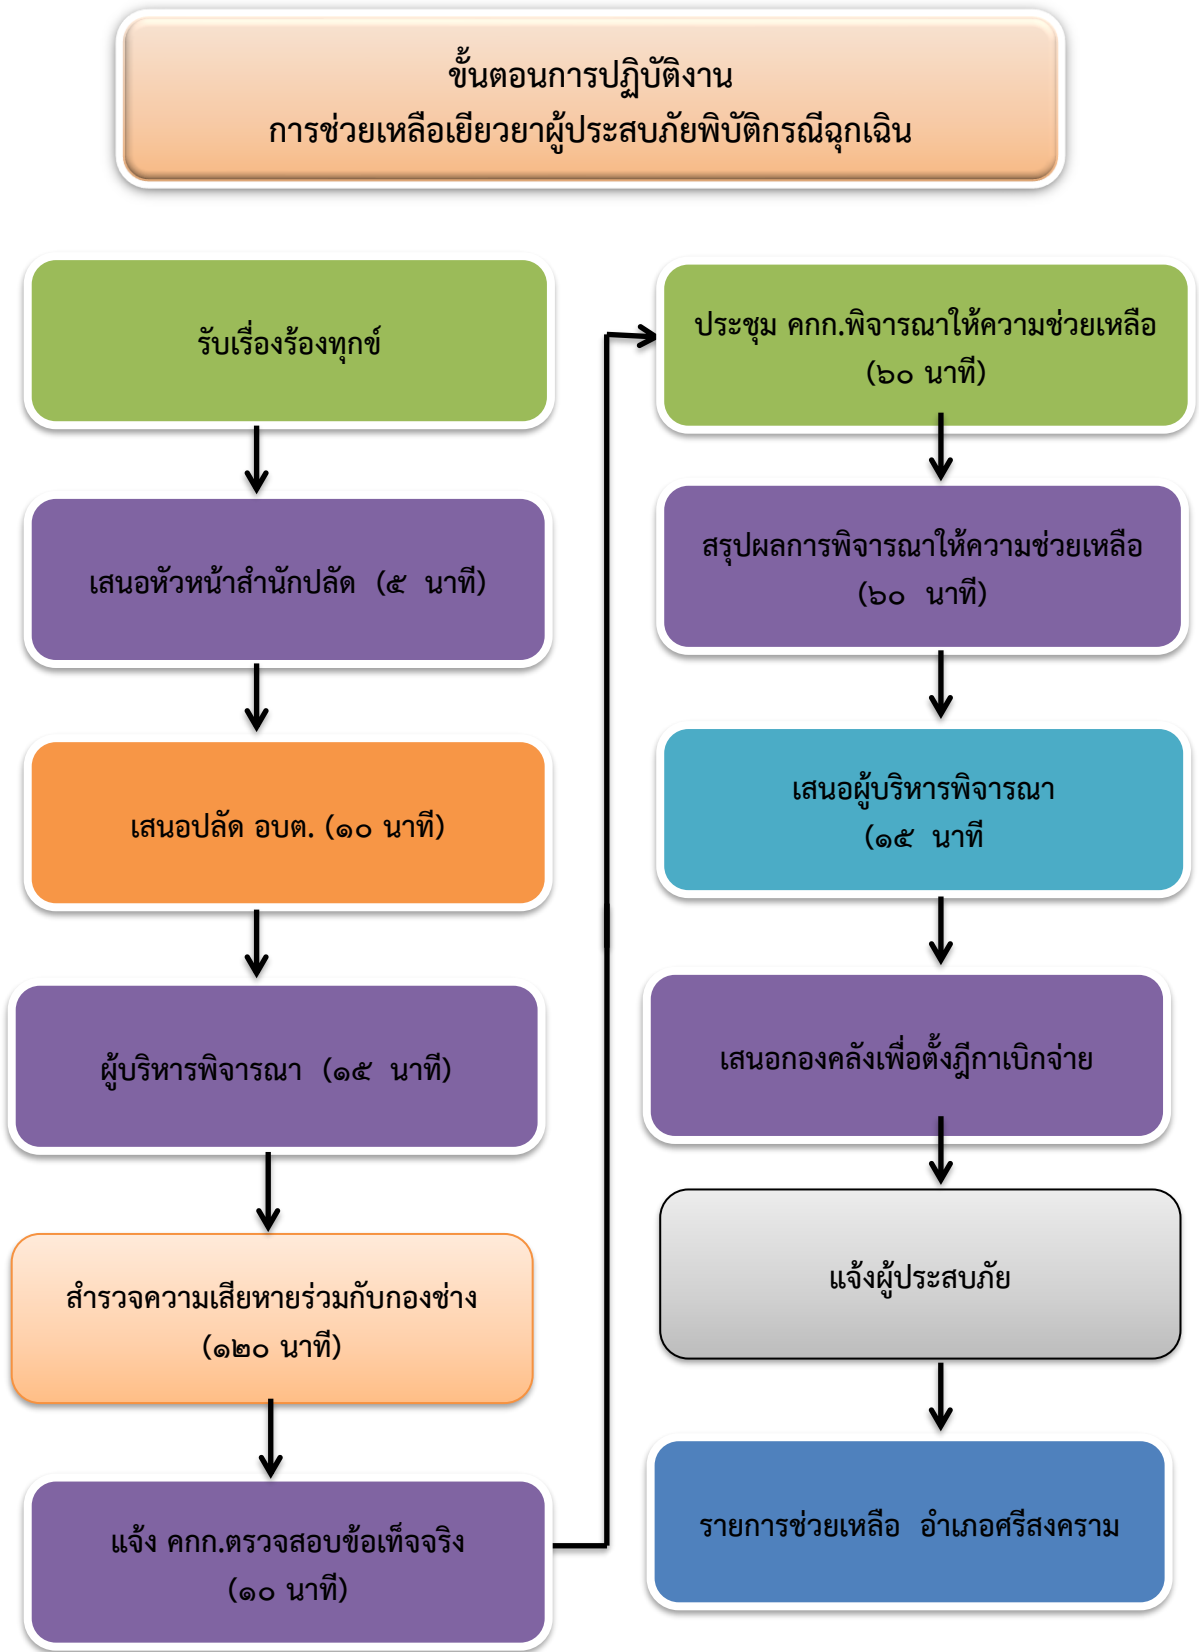 ขั้นตอนการปฏิบัติงาน
การช่วยเหลือเยียวยาผู้ประสบภัยพิบัติกรณีฉุกเฉิน
รับเรื่องร้องทุกข์
เสนอหัวหน้าสำนักปลัด (๕ นาที)
เสนอปลัด อบต. (๑๐ นาที)
ผู้บริหารพิจารณา (๑๕ นาที)
สำรวจความเสียหายร่วมกับกองช่าง
(๑๒๐ นาที)
แจ้ง คกก.ตรวจสอบข้อเท็จจริง
(๑๐ นาที)
ประชุม คกก.พิจารณาให้ความช่วยเหลือ
(๖๐ นาที)
สรุปผลการพิจารณาให้ความช่วยเหลือ
(๖๐ นาที)
เสนอผู้บริหารพิจารณา
(๑๕ นาที
เสนอกองคลังเพื่อตั้งฎีกาเบิกจ่าย
แจ้งผู้ประสบภัย
รายการช่วยเหลือ อำเภอศรีสงคราม